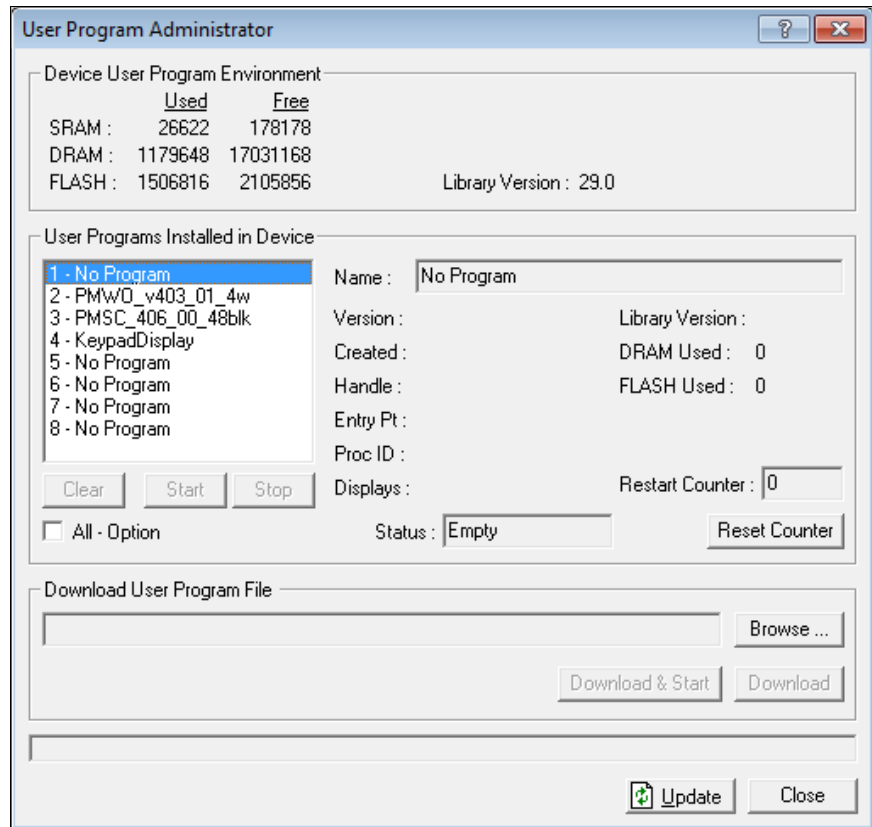 User Program Administrator
Device User Program Environment
Used Free
SRAM : 26622 178178
DRAM : 1179648 17031168
FLASH : 1506816 2105856 Library Version : 29.0
User Programs Installed in Device
1 - No Program
2 - PMWO_v403_01_4w
3 - PMSC_406_00_48blk
4 - KeypadDisplay
5 - No Program
6 - No Program
7 - No Program
8 - No Program
Name : No Program
Version : Library Version :
Created : DRAM Used : 0
Handle : FLASH Used : 0
Entry Pt :
Proc ID :
Displays : Restart Counter : 0
Clear Start Stop
All - Option Status : Empty Reset Counter
Download User Program File
Browse ...
Download & Start Download
Update Close